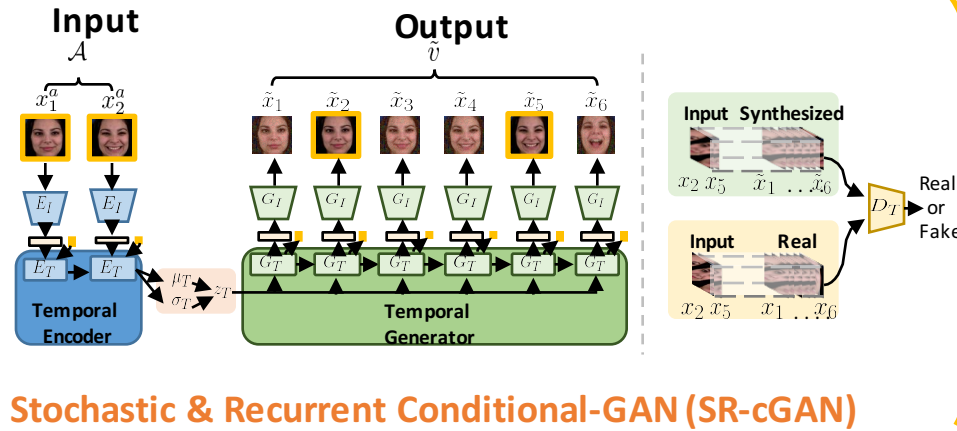 Input
Output
𝒜
ṽ
x₁ᵃ x₂ᵃ
x̃₁ x̃₂ x̃₃ x̃₄ x̃₅ x̃₆
E_I E_I
G_I G_I G_I G_I G_I G_I
E_T E_T
G_T G_T G_T G_T G_T G_T
μ_T
σ_T
z_T
Temporal
Encoder
Temporal
Generator
Input Synthesized
x₂ x₅ x̃₁ ... x̃₆
Input Real
x₂ x₅ x₁ .... x₆
D_T
Real
or
Fake
Stochastic & Recurrent Conditional-GAN (SR-cGAN)